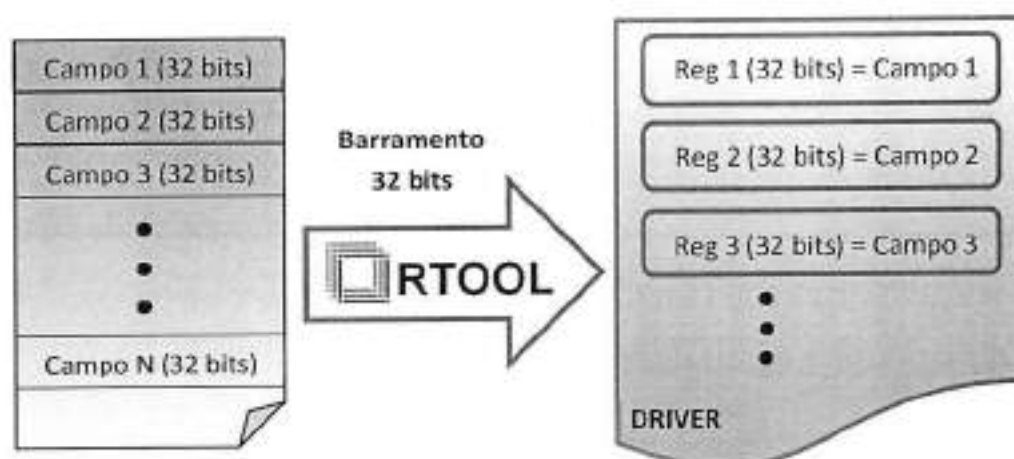 Campo 1 (32 bits)
Campo 2 (32 bits)
Campo 3 (32 bits)
Campo N (32 bits)
Barramento
32 bits
RTOOL
Reg 1 (32 bits) = Campo 1
Reg 2 (32 bits) = Campo 2
Reg 3 (32 bits) = Campo 3
DRIVER